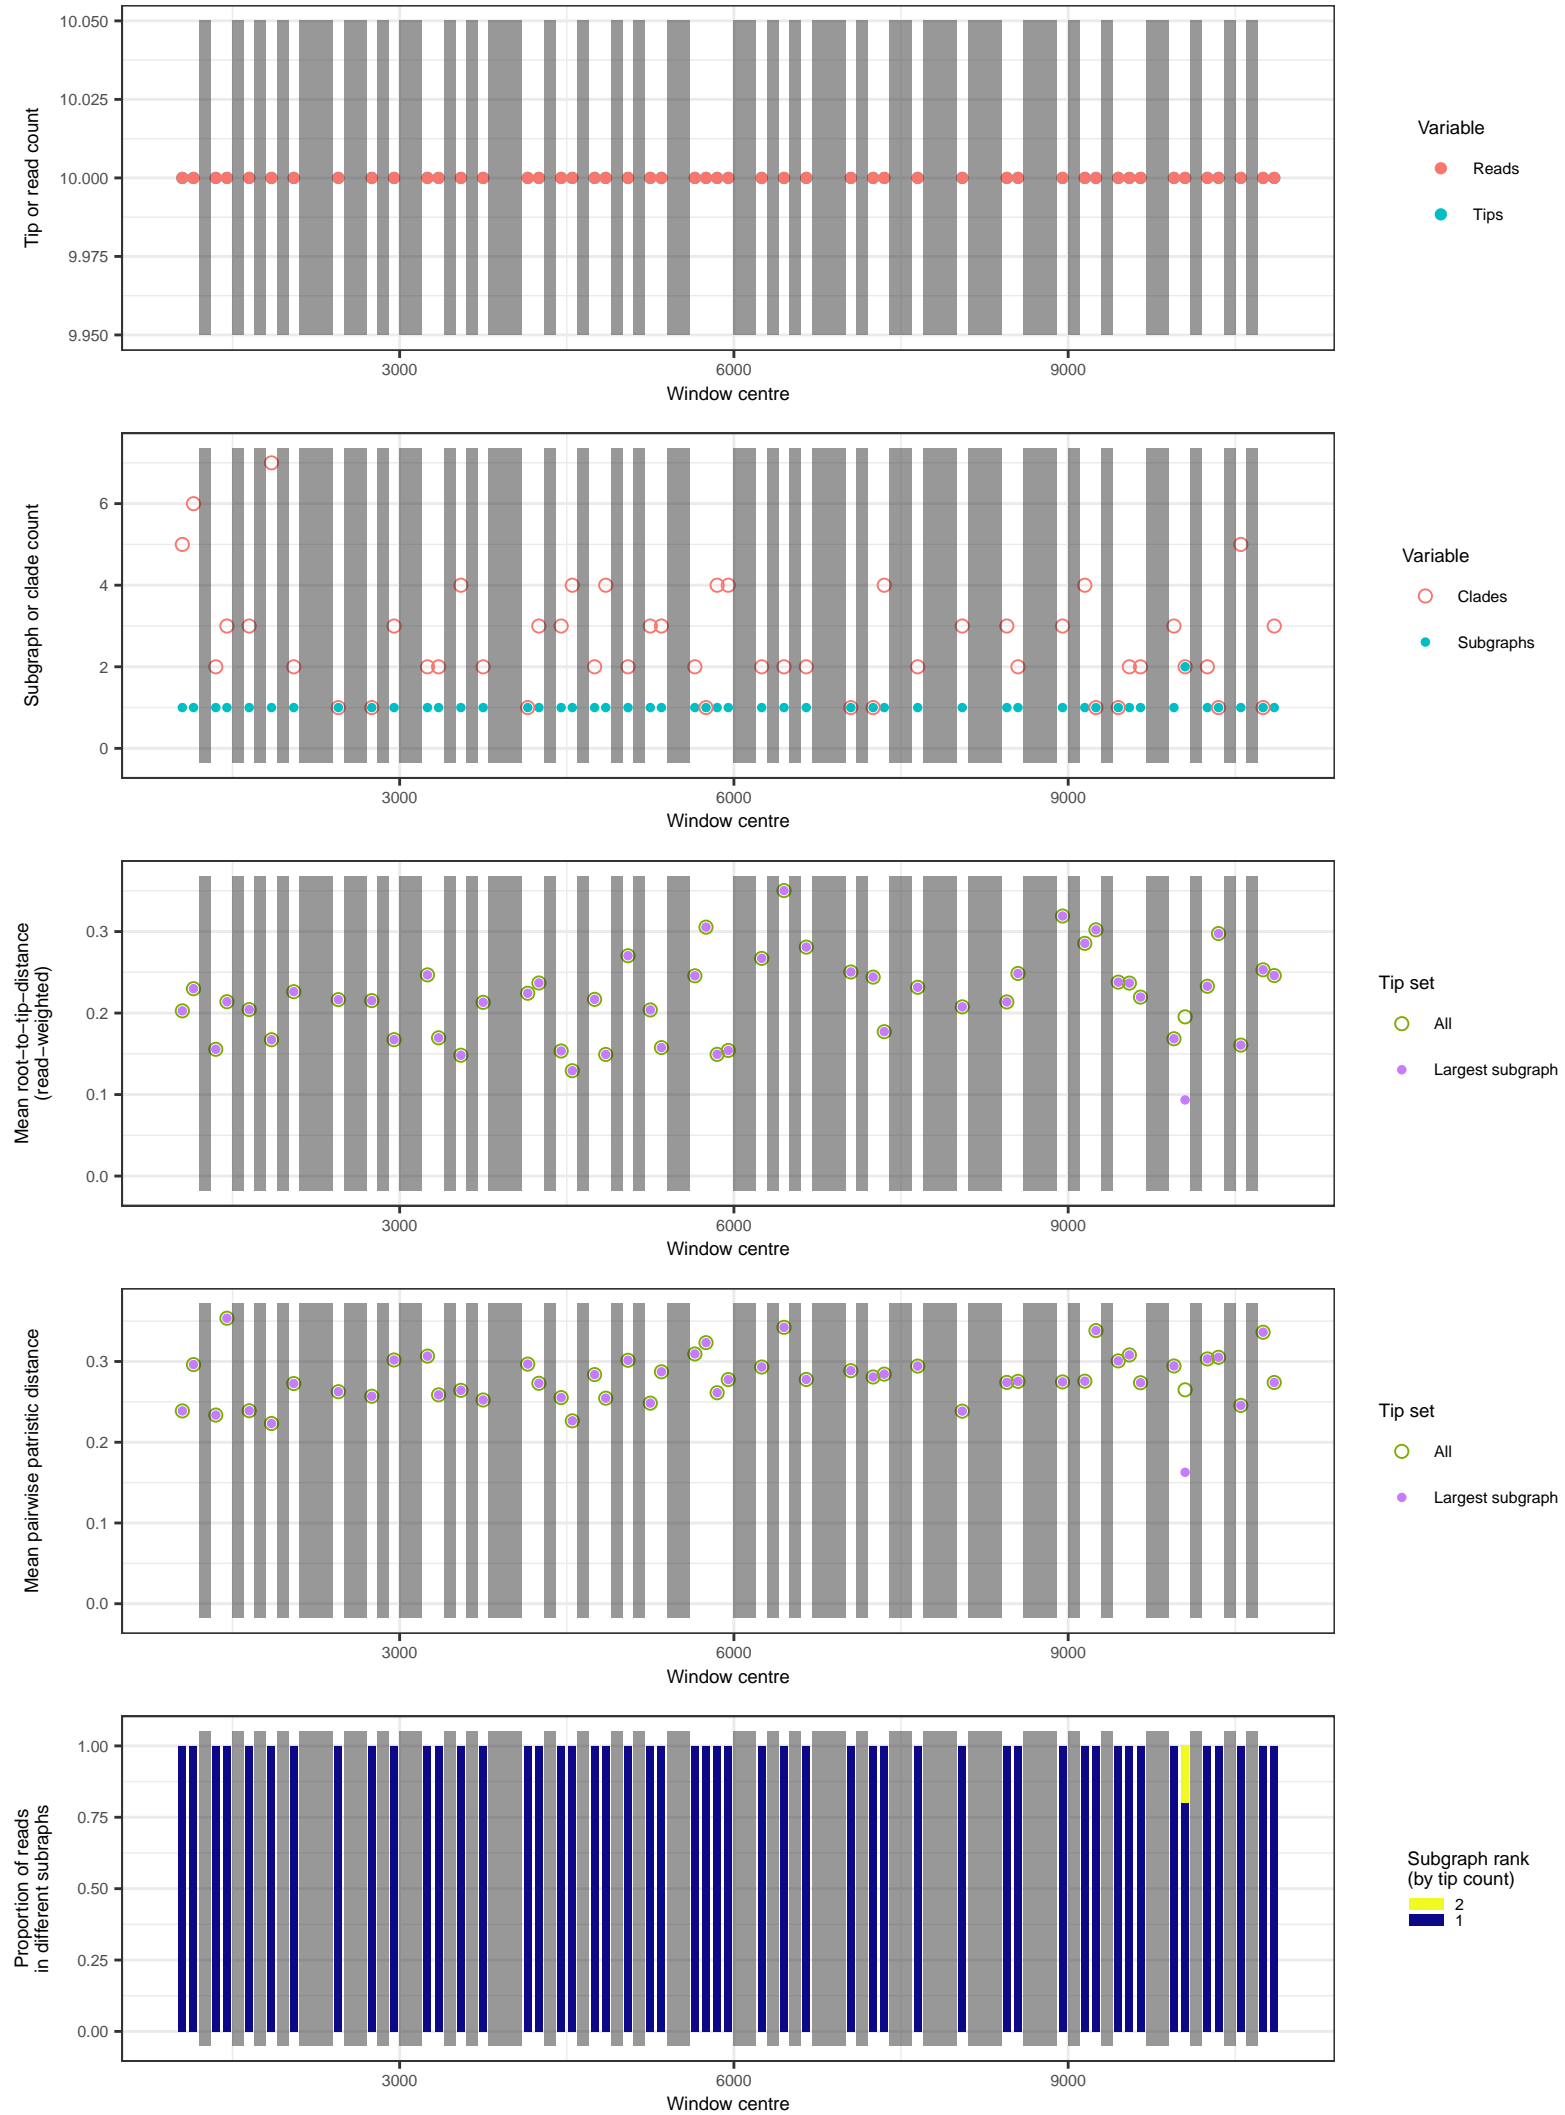 10.050
10.025
10.000
9.975
9.950
Tip or read count
3000
6000
9000
Window centre
Variable
Reads
Tips
6
4
2
0
Subgraph or clade count
3000
6000
9000
Window centre
Variable
Clades
Subgraphs
0.3
0.2
0.1
0.0
Mean root−to−tip−distance
(read−weighted)
3000
6000
9000
Window centre
Tip set
All
Largest subgraph
0.3
0.2
0.1
0.0
Mean pairwise patristic distance
3000
6000
9000
Window centre
Tip set
All
Largest subgraph
1.00
0.75
0.50
0.25
0.00
Proportion of reads
in different subraphs
3000
6000
9000
Window centre
Subgraph rank
(by tip count)
2
1